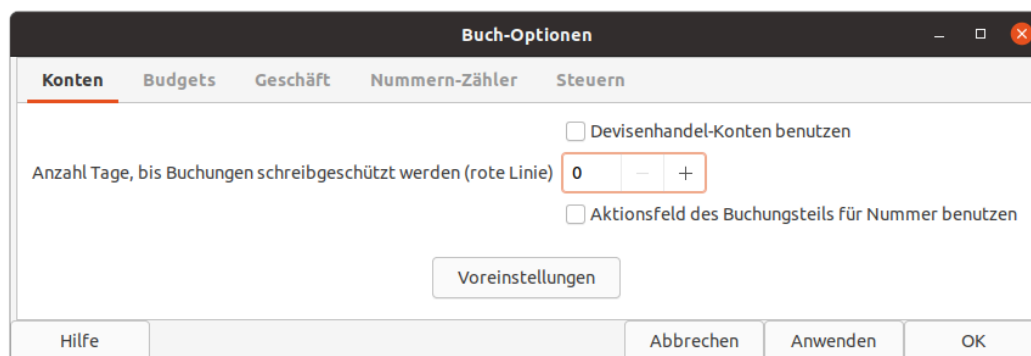 Buch-Optionen
Konten Budgets Geschäft Nummern-Zähler Steuern
Devisenhandel-Konten benutzen
Anzahl Tage, bis Buchungen schreibgeschützt werden (rote Linie) 0 − +
Aktionsfeld des Buchungsteils für Nummer benutzen
Voreinstellungen
Hilfe Abbrechen Anwenden OK